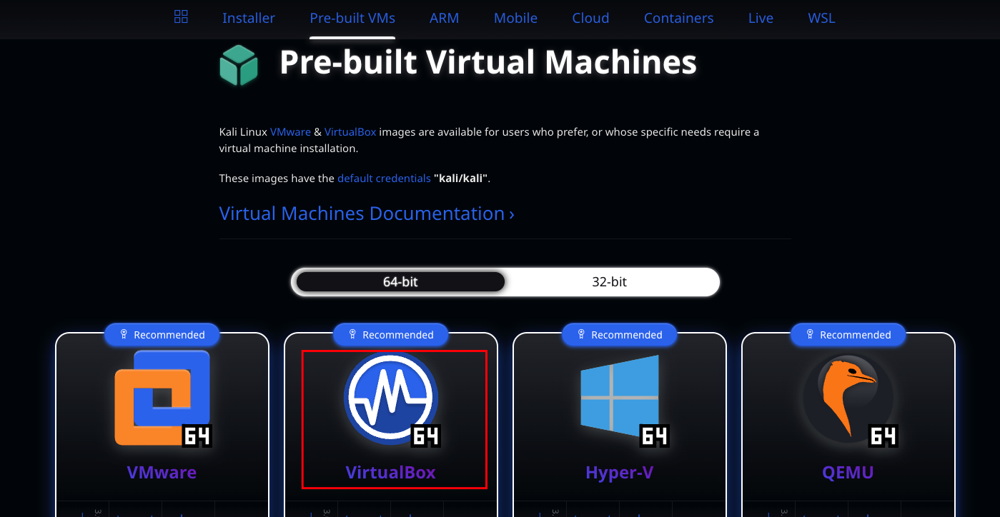 Installer Pre-built VMs ARM Mobile Cloud Containers Live WSL
Pre-built Virtual Machines
Kali Linux VMware & VirtualBox images are available for users who prefer, or whose specific needs require a
virtual machine installation.
These images have the default credentials "kali/kali".
Virtual Machines Documentation ›
64-bit 32-bit
Recommended Recommended Recommended Recommended
64 64 64 64
VMware VirtualBox Hyper-V QEMU